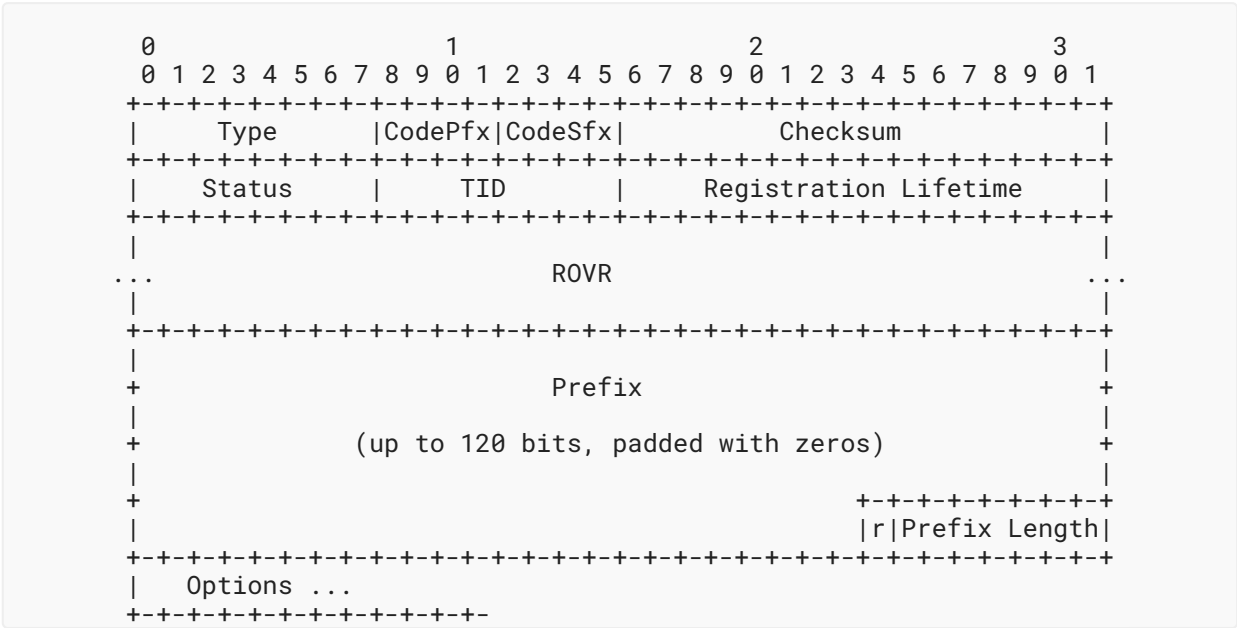 0                   1                   2                   3
 0 1 2 3 4 5 6 7 8 9 0 1 2 3 4 5 6 7 8 9 0 1 2 3 4 5 6 7 8 9 0 1
+-+-+-+-+-+-+-+-+-+-+-+-+-+-+-+-+-+-+-+-+-+-+-+-+-+-+-+-+-+-+-+-+
|     Type      |CodePfx|CodeSfx|          Checksum             |
+-+-+-+-+-+-+-+-+-+-+-+-+-+-+-+-+-+-+-+-+-+-+-+-+-+-+-+-+-+-+-+-+
|    Status     |     TID       |     Registration Lifetime     |
+-+-+-+-+-+-+-+-+-+-+-+-+-+-+-+-+-+-+-+-+-+-+-+-+-+-+-+-+-+-+-+-+
|                                                               |
...                          ROVR                               ...
|                                                               |
+-+-+-+-+-+-+-+-+-+-+-+-+-+-+-+-+-+-+-+-+-+-+-+-+-+-+-+-+-+-+-+-+
|                                                               |
+                           Prefix                              +
|                                                               |
+              (up to 120 bits, padded with zeros)              +
|                                                               |
+                                               +-+-+-+-+-+-+-+-+
|                                               |r|Prefix Length|
+-+-+-+-+-+-+-+-+-+-+-+-+-+-+-+-+-+-+-+-+-+-+-+-+-+-+-+-+-+-+-+-+
|   Options ...
+-+-+-+-+-+-+-+-+-+-+-+-